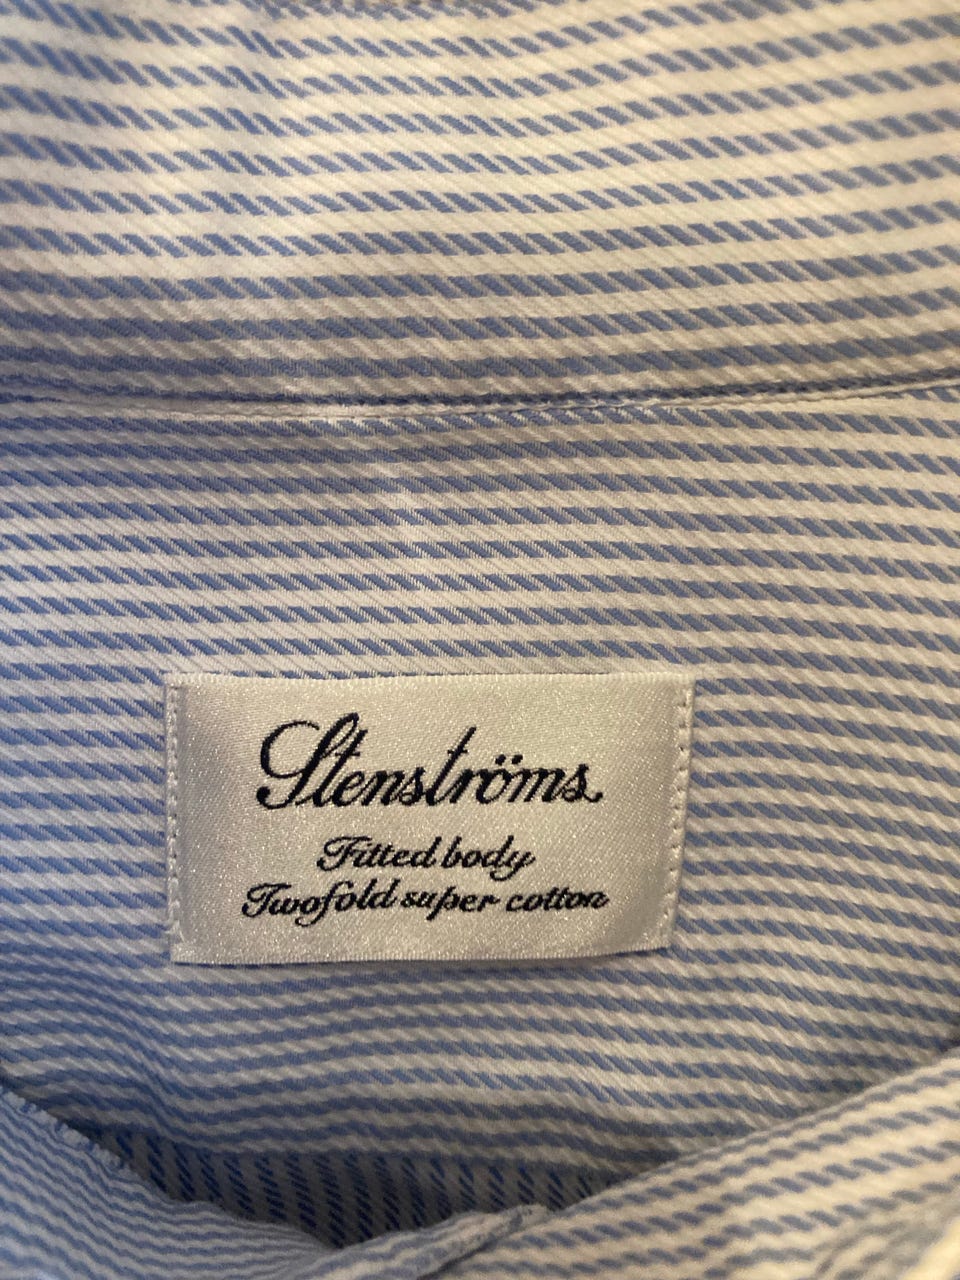 Stenströms
Fitted body
Twofold super cotton